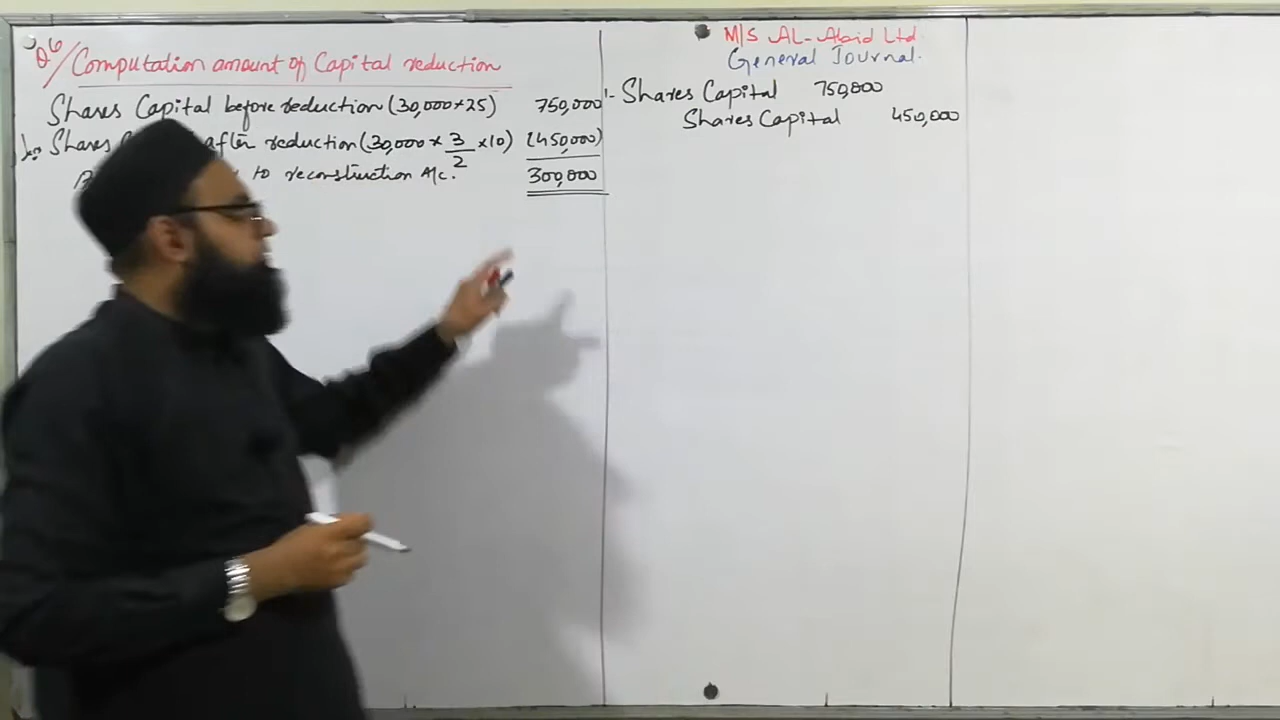 Q6/ Computation amount of Capital reduction
Shares Capital before reduction (30,000×25) 750,000
Less: Shares after reduction (30,000 × 3/2 ×10) (450,000)
to reconstruction A/c. 300,000
M/S AL-Abid Ltd.
General Journal.
1- Shares Capital 750,000
Shares Capital 450,000